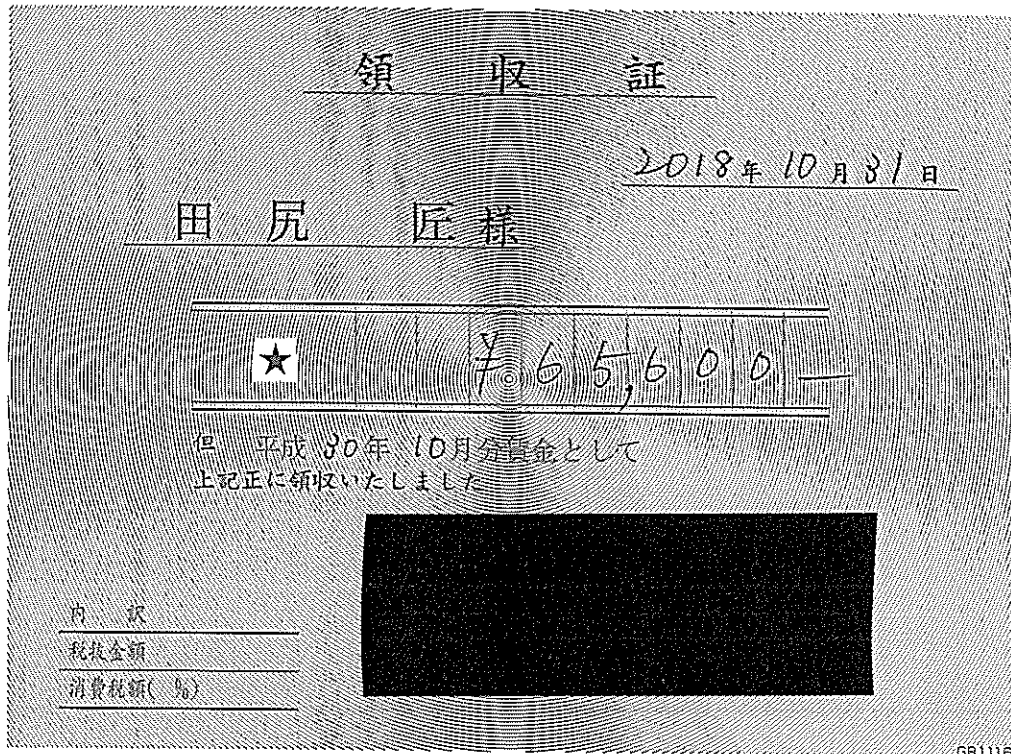 領収証
2018年10月31日
田尻 匠様
★ ¥65,600—
但 平成30年10月分賃金として
上記正に領収いたしました
内訳
税抜金額
消費税額( %)
GR1116